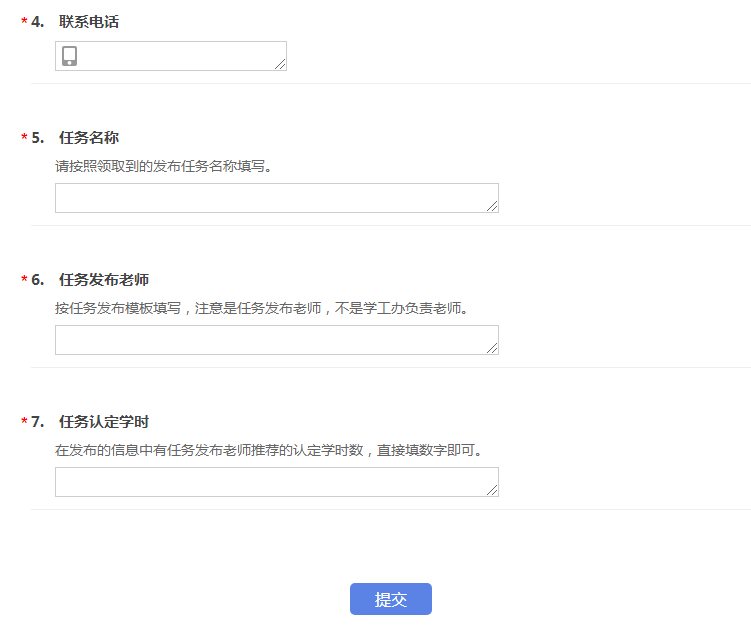 * 4. 联系电话
* 5. 任务名称
请按照领取到的发布任务名称填写。
* 6. 任务发布老师
按任务发布模板填写，注意是任务发布老师，不是学工办负责老师。
* 7. 任务认定学时
在发布的信息中有任务发布老师推荐的认定学时数，直接填数字即可。
提交